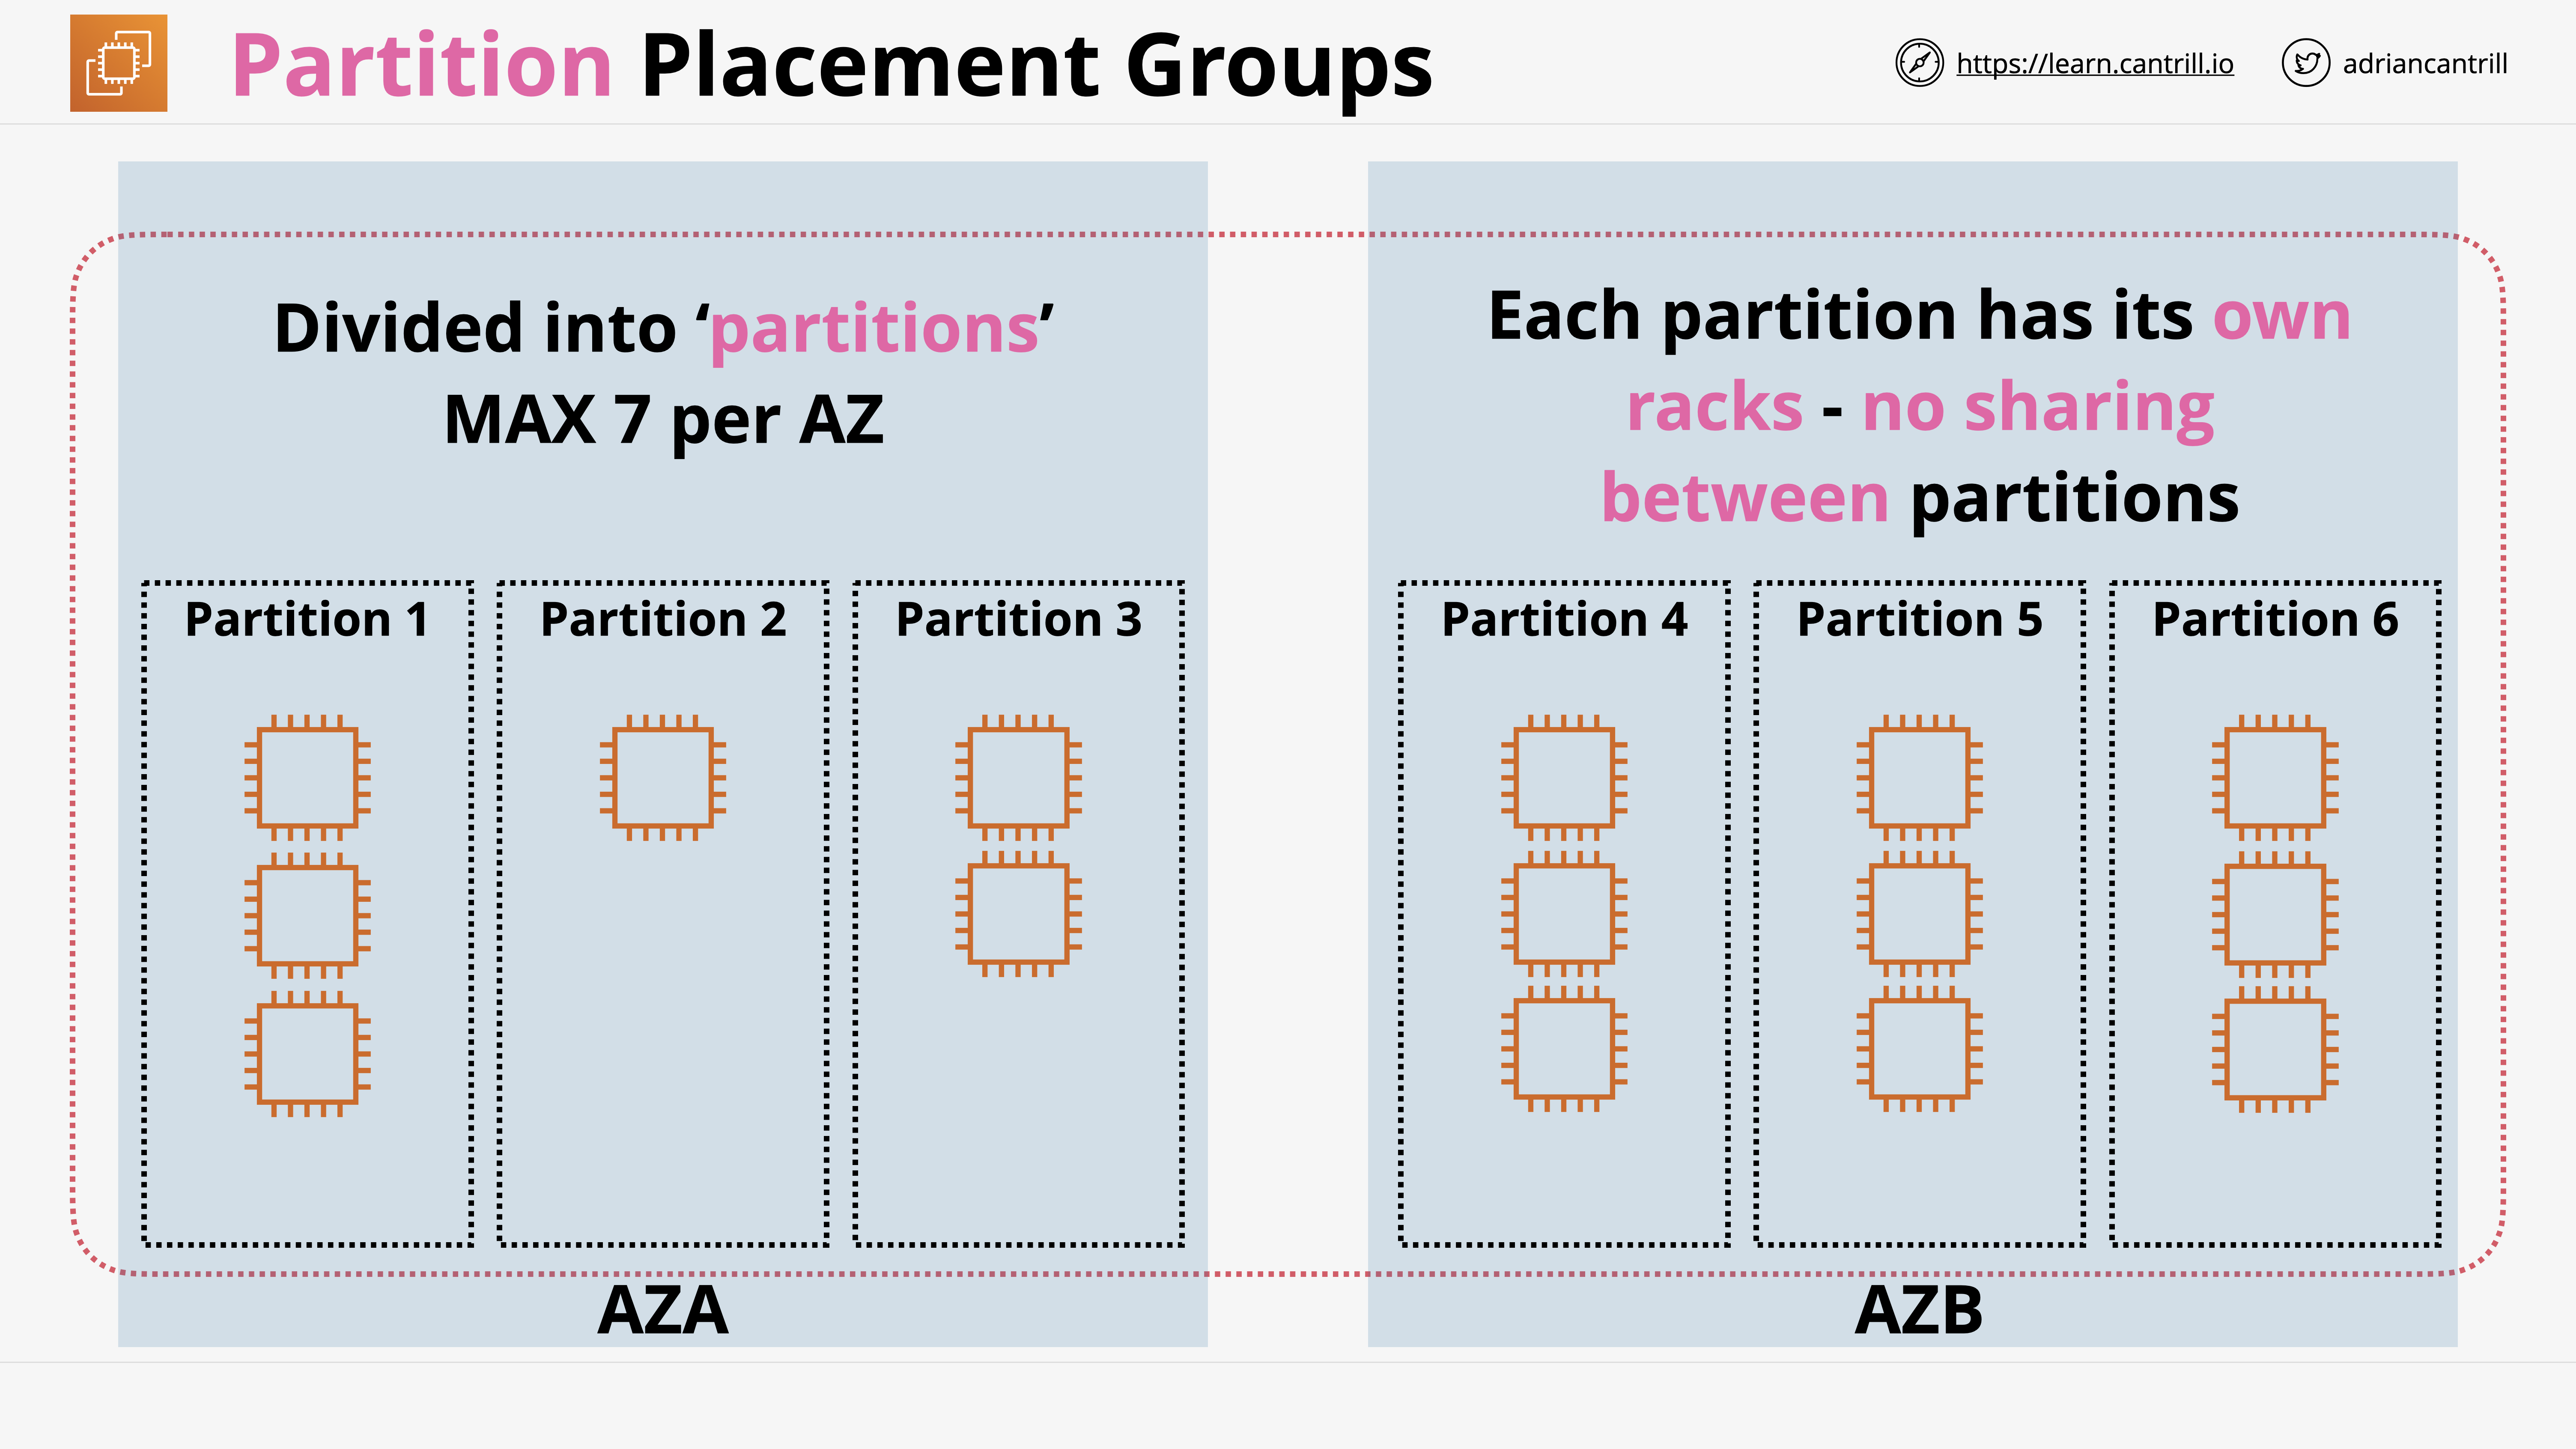 Partition Placement Groups
https://learn.cantrill.io
adriancantrill
Divided into ‘partitions’
MAX 7 per AZ
Each partition has its own
racks - no sharing
between partitions
Partition 1
Partition 2
Partition 3
Partition 4
Partition 5
Partition 6
AZA
AZB